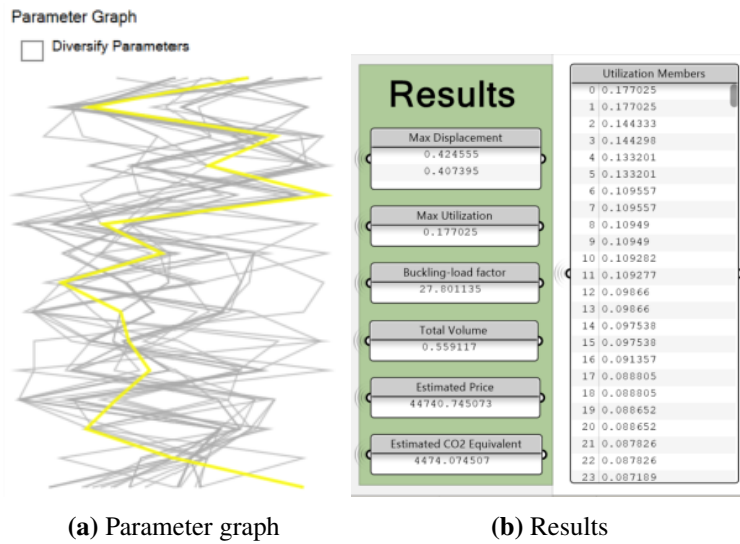 Parameter Graph
Diversify Parameters
Results
Max Displacement
0.424555
0.407395
Max Utilization
0.177025
Buckling-load factor
27.801135
Total Volume
0.559117
Estimated Price
44740.745073
Estimated CO2 Equivalent
4474.074507
Utilization Members
0 0.177025
1 0.177025
2 0.144333
3 0.144298
4 0.133201
5 0.133201
6 0.109557
7 0.109557
8 0.10949
9 0.10949
10 0.109282
11 0.109277
12 0.09866
13 0.09866
14 0.097538
15 0.097538
16 0.091357
17 0.088805
18 0.088805
19 0.088652
20 0.088652
21 0.087826
22 0.087826
23 0.087189
(a) Parameter graph
(b) Results